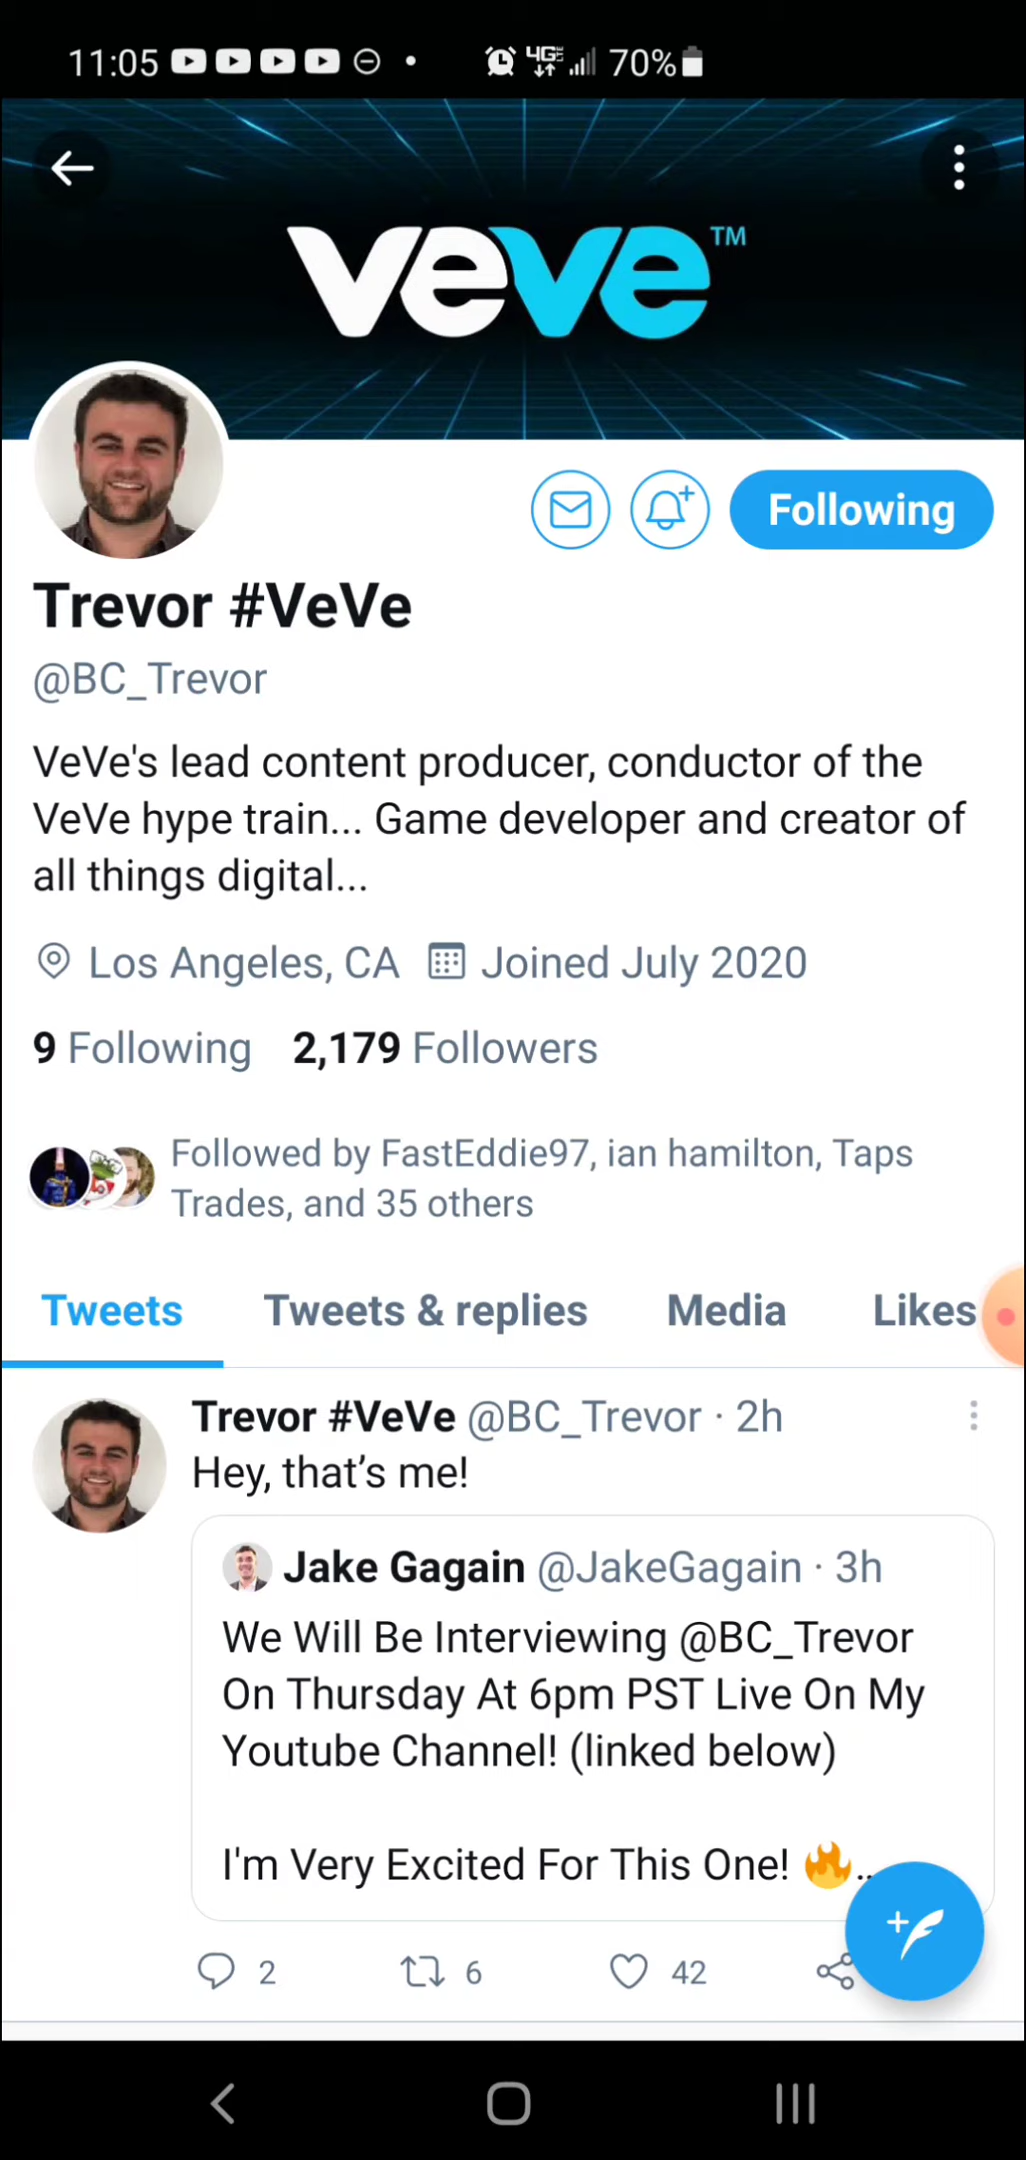 11:05 4G LTE 70%
veve™
Following
Trevor #VeVe
@BC_Trevor
VeVe's lead content producer, conductor of the
VeVe hype train... Game developer and creator of
all things digital...
Los Angeles, CA Joined July 2020
9 Following 2,179 Followers
Followed by FastEddie97, ian hamilton, Taps
Trades, and 35 others
Tweets Tweets & replies Media Likes
Trevor #VeVe @BC_Trevor · 2h
Hey, that’s me!
Jake Gagain @JakeGagain · 3h
We Will Be Interviewing @BC_Trevor
On Thursday At 6pm PST Live On My
Youtube Channel! (linked below)
I'm Very Excited For This One! 🔥..
2 6 42